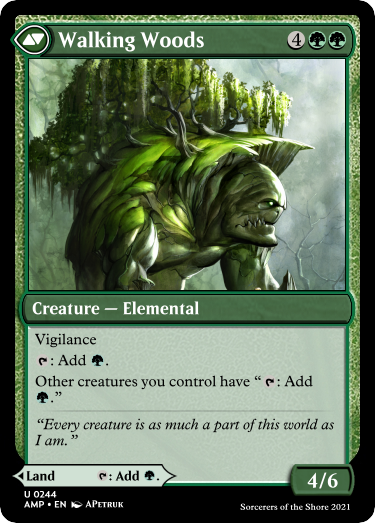 Walking Woods 4
Creature — Elemental
Vigilance
: Add .
Other creatures you control have “ : Add
.”
“Every creature is as much a part of this world as
I am.”
Land : Add .
4/6
U 0244
AMP • EN APETRUK
Sorcerers of the Shore 2021